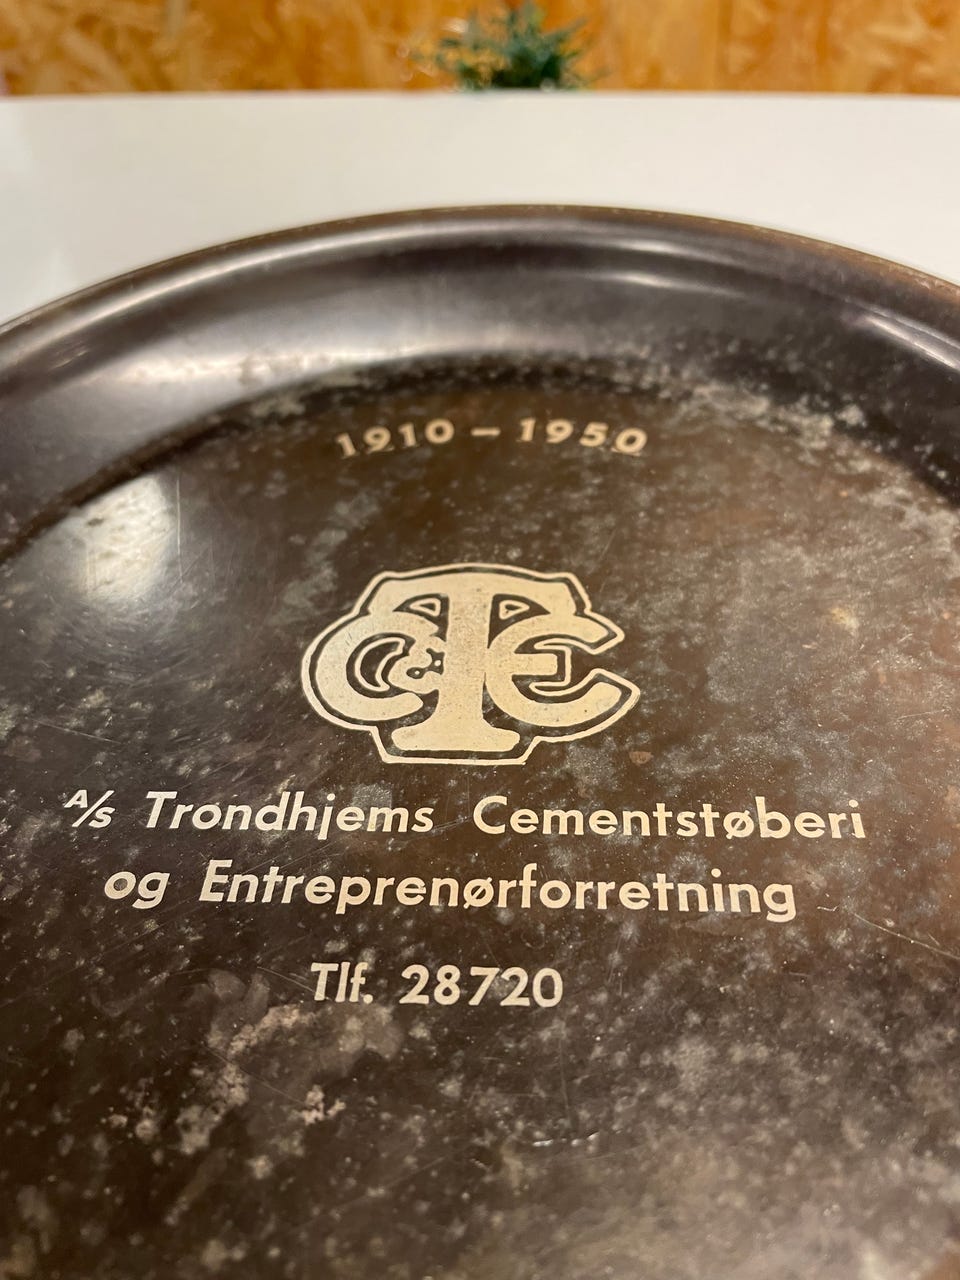 1910 – 1950
A/S Trondhjems Cementstøberi
og Entreprenørforretning
Tlf. 28720